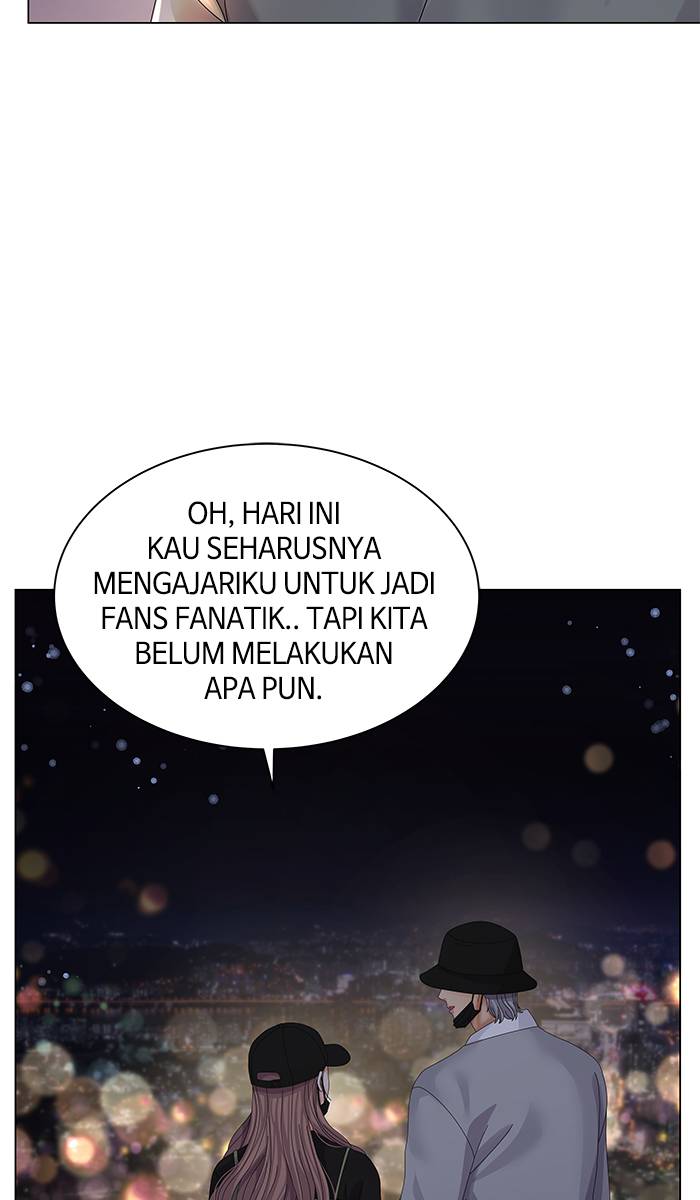 OH, HARI INI
KAU SEHARUSNYA
MENGAJARIKU UNTUK JADI
FANS FANATIK.. TAPI KITA
BELUM MELAKUKAN
APA PUN.